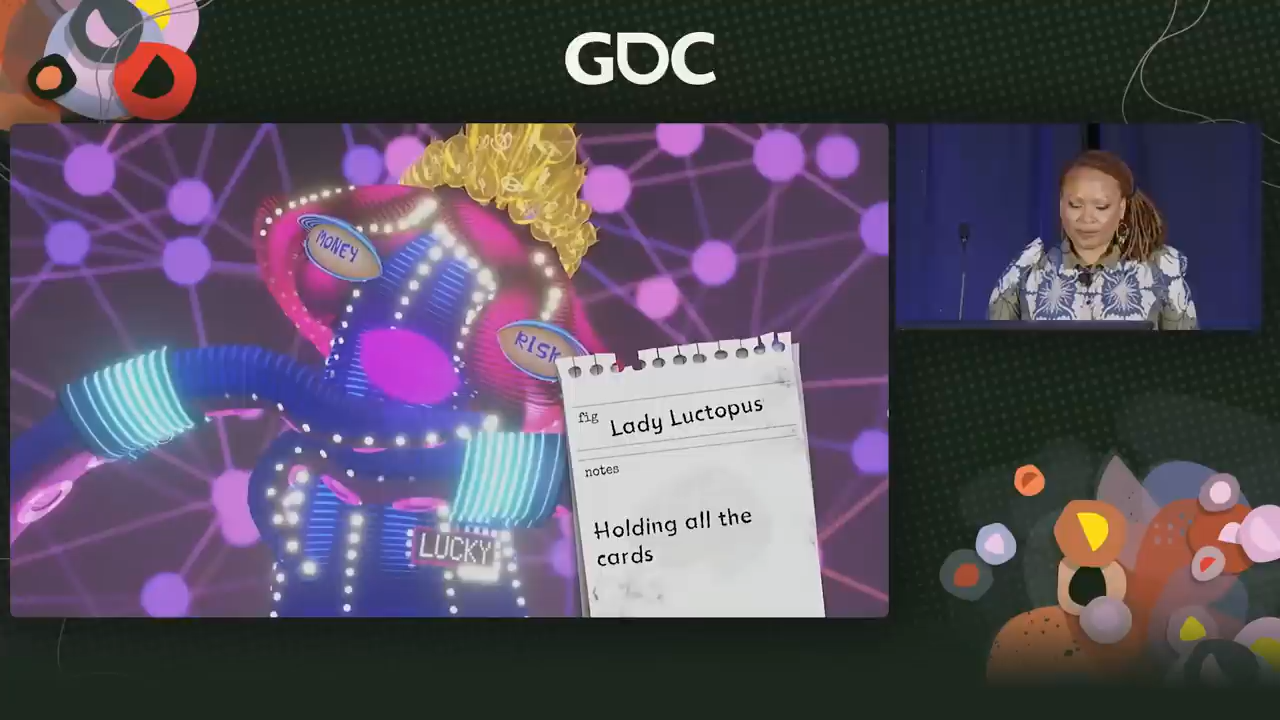 GDC
MONEY
RISK
fig
Lady Luctopus
notes
Holding all the
cards
LUCKY